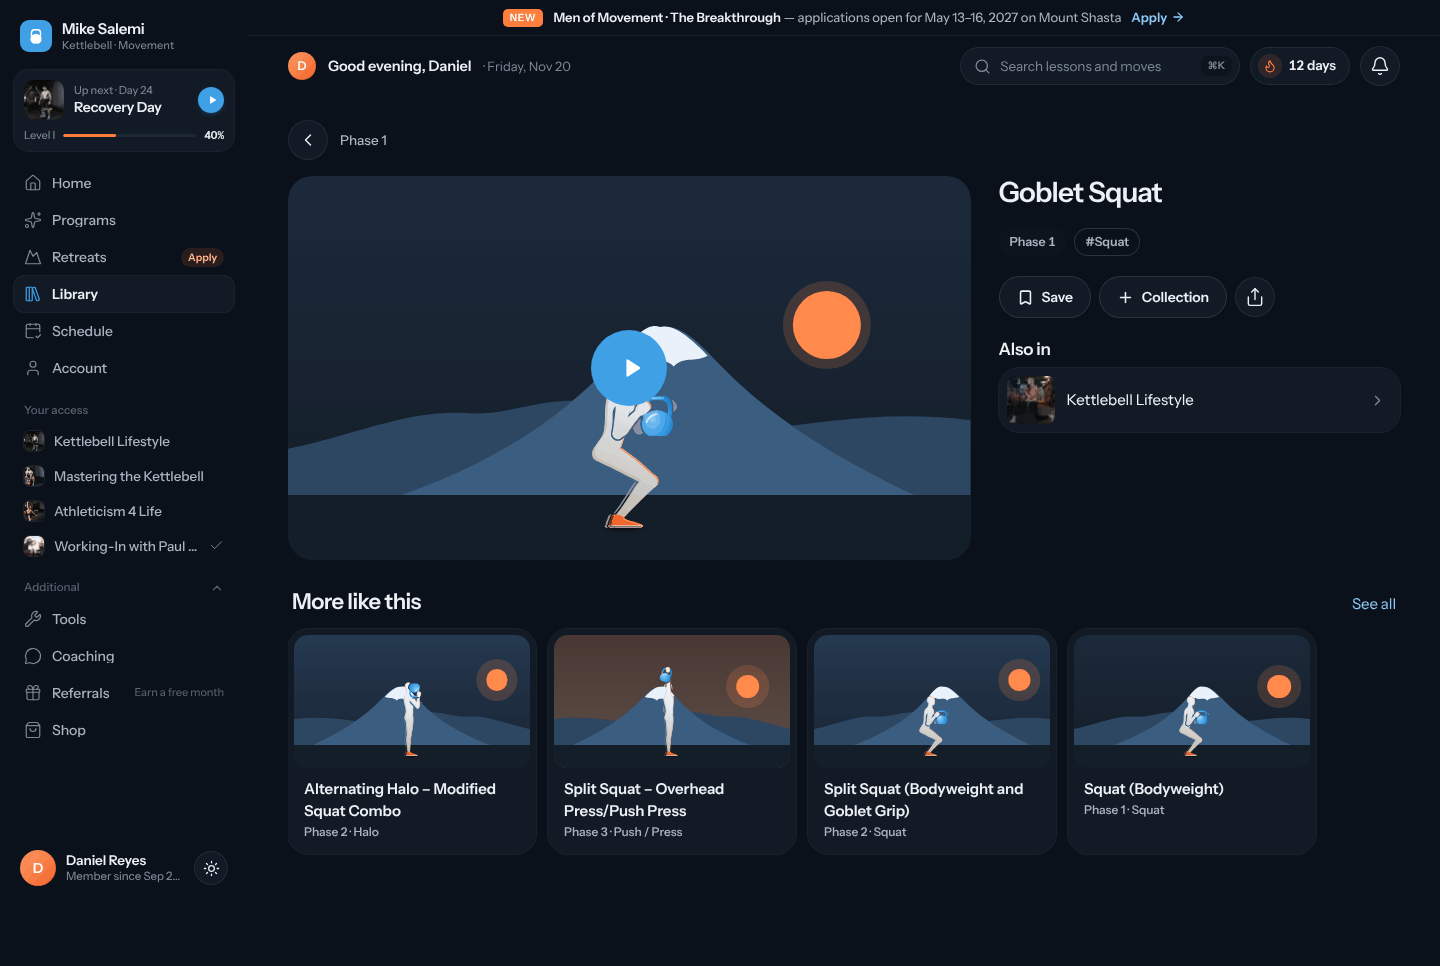 Mike Salemi
Kettlebell · Movement
Up next · Day 24
Recovery Day
Level I
40%
Home
Programs
Retreats
Apply
Library
Schedule
Account
Your access
Kettlebell Lifestyle
Mastering the Kettlebell
Athleticism 4 Life
Working-In with Paul ...
Additional
Tools
Coaching
Referrals
Earn a free month
Shop
D
Daniel Reyes
Member since Sep 2...
NEW Men of Movement · The Breakthrough — applications open for May 13–16, 2027 on Mount Shasta Apply →
D
Good evening, Daniel · Friday, Nov 20
Search lessons and moves
⌘K
12 days
Phase 1
Goblet Squat
Phase 1
#Squat
Save
Collection
Also in
Kettlebell Lifestyle
More like this
See all
Alternating Halo – Modified
Squat Combo
Phase 2 · Halo
Split Squat – Overhead
Press/Push Press
Phase 3 · Push / Press
Split Squat (Bodyweight and
Goblet Grip)
Phase 2 · Squat
Squat (Bodyweight)
Phase 1 · Squat